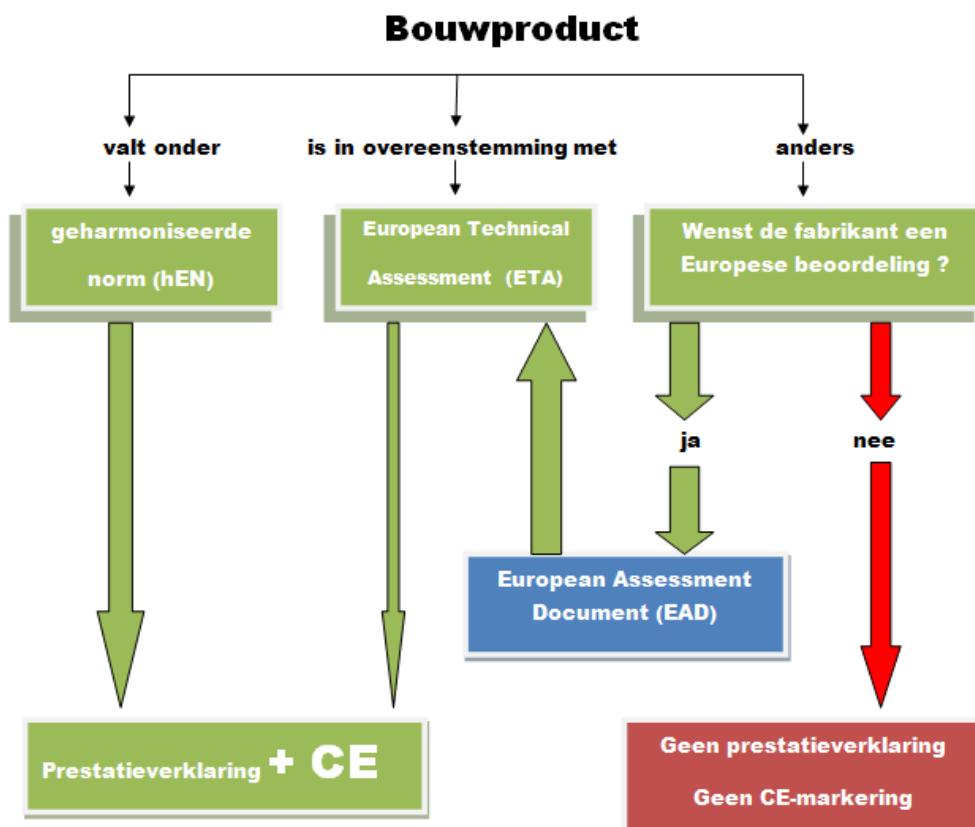 Bouwproduct
valt onder
is in overeenstemming met
anders
geharmoniseerde
norm (hEN)
European Technical
Assessment (ETA)
Wenst de fabrikant een
Europese beoordeling ?
ja
nee
European Assessment
Document (EAD)
Prestatieverklaring + CE
Geen prestatieverklaring
Geen CE-markering